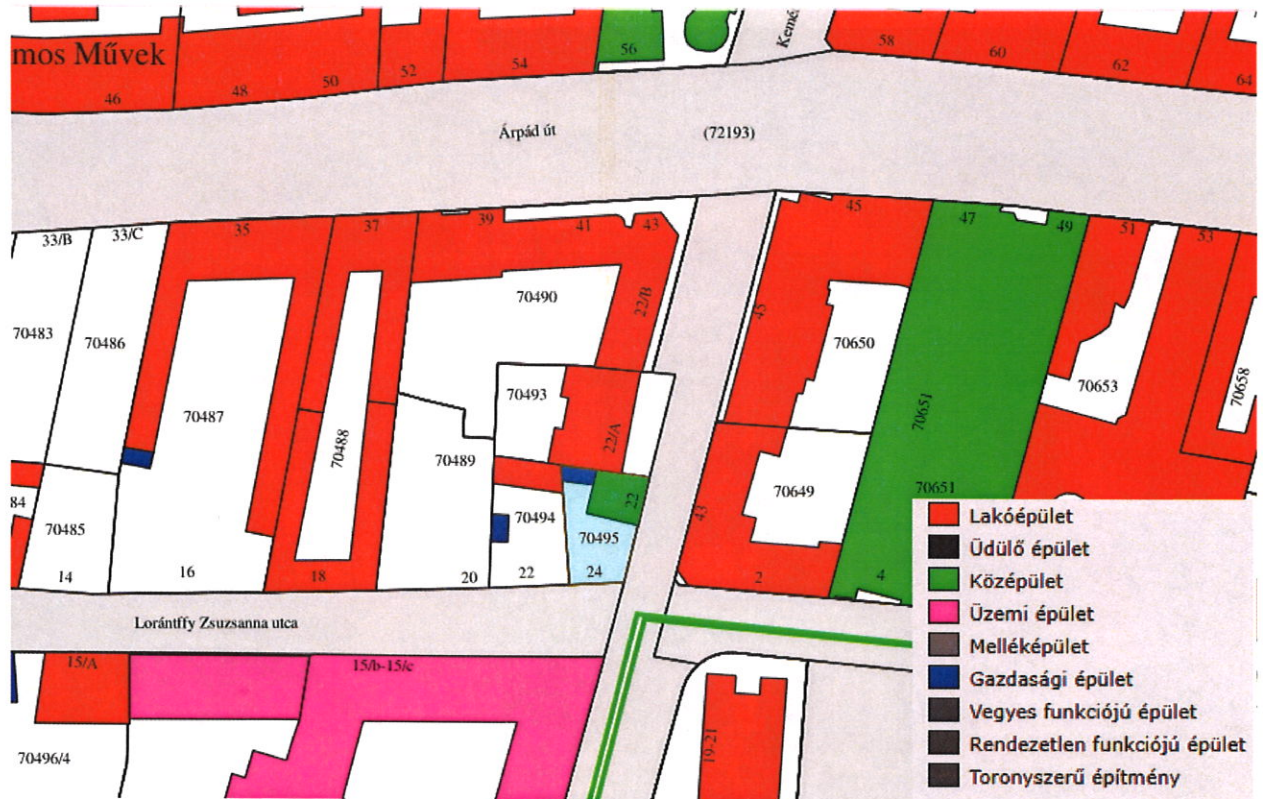 mos Művek
46
48
50
52
54
56
58
60
62
64
Árpád út
(72193)
33/B
33/C
35
37
39
41
43
45
47
49
51
53
70483
70486
70487
70488
70490
22/B
45
70650
70651
70653
70658
70493
22/A
70489
84
70485
70494
22
70495
43
70649
70651
14
16
18
20
22
24
2
4
Lorántffy Zsuzsanna utca
15/A
15/b-15/c
70496/4
19-21
Lakóépület
Üdülő épület
Középület
Üzemi épület
Melléképület
Gazdasági épület
Vegyes funkciójú épület
Rendezetlen funkciójú épület
Toronyszerű építmény